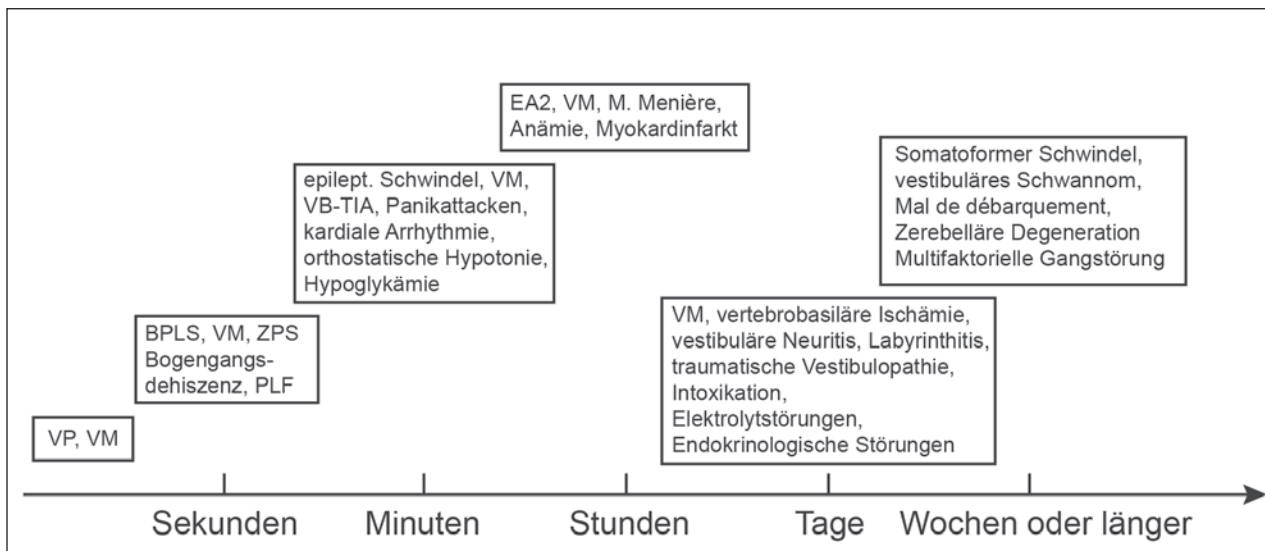 EA2, VM, M. Menière,
Anämie, Myokardinfarkt
Somatoformer Schwindel,
vestibuläres Schwannom,
Mal de débarquement,
Zerebelläre Degeneration
Multifaktorielle Gangstörung
epilept. Schwindel, VM,
VB-TIA, Panikattacken,
kardiale Arrhythmie,
orthostatische Hypotonie,
Hypoglykämie
VM, vertebrobasiläre Ischämie,
vestibuläre Neuritis, Labyrinthitis,
traumatische Vestibulopathie,
Intoxikation,
Elektrolytstörungen,
Endokrinologische Störungen
BPLS, VM, ZPS
Bogengangs-
dehiszenz, PLF
VP, VM
Sekunden Minuten Stunden Tage Wochen oder länger